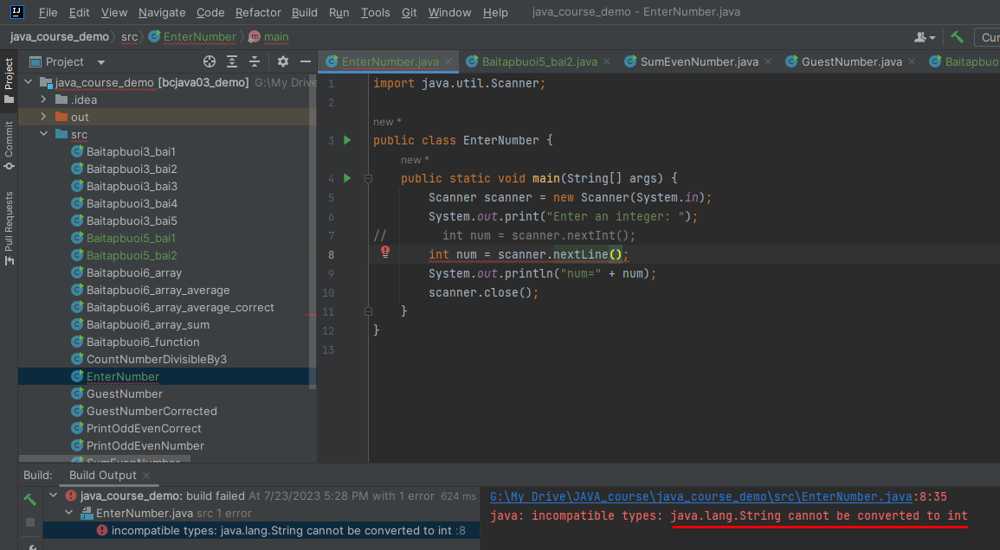 File Edit View Navigate Code Refactor Build Run Tools Git Window Help java_course_demo - EnterNumber.java
java_course_demo src EnterNumber main Cur
Project
Commit
Pull Requests
Project
java_course_demo [bcjava03_demo] G:\My Drive
.idea
out
src
Baitapbuoi3_bai1
Baitapbuoi3_bai2
Baitapbuoi3_bai3
Baitapbuoi3_bai4
Baitapbuoi3_bai5
Baitapbuoi5_bai1
Baitapbuoi5_bai2
Baitapbuoi6_array
Baitapbuoi6_array_average
Baitapbuoi6_array_average_correct
Baitapbuoi6_array_sum
Baitapbuoi6_function
CountNumberDivisibleBy3
EnterNumber
GuestNumber
GuestNumberCorrected
PrintOddEvenCorrect
PrintOddEvenNumber
SumEvenNumber
EnterNumber.java Baitapbuoi5_bai2.java SumEvenNumber.java GuestNumber.java Baitapbuo
1 import java.util.Scanner;
2
new *
3 public class EnterNumber {
new *
4 public static void main(String[] args) {
5 Scanner scanner = new Scanner(System.in);
6 System.out.print("Enter an integer: ");
7 // int num = scanner.nextInt();
8 int num = scanner.nextLine();
9 System.out.println("num=" + num);
10 scanner.close();
11 }
12 }
13
Build: Build Output
java_course_demo: build failed At 7/23/2023 5:28 PM with 1 error 624 ms
EnterNumber.java src 1 error
incompatible types: java.lang.String cannot be converted to int :8
G:\My Drive\JAVA_course\java_course_demo\src\EnterNumber.java:8:35
java: incompatible types: java.lang.String cannot be converted to int